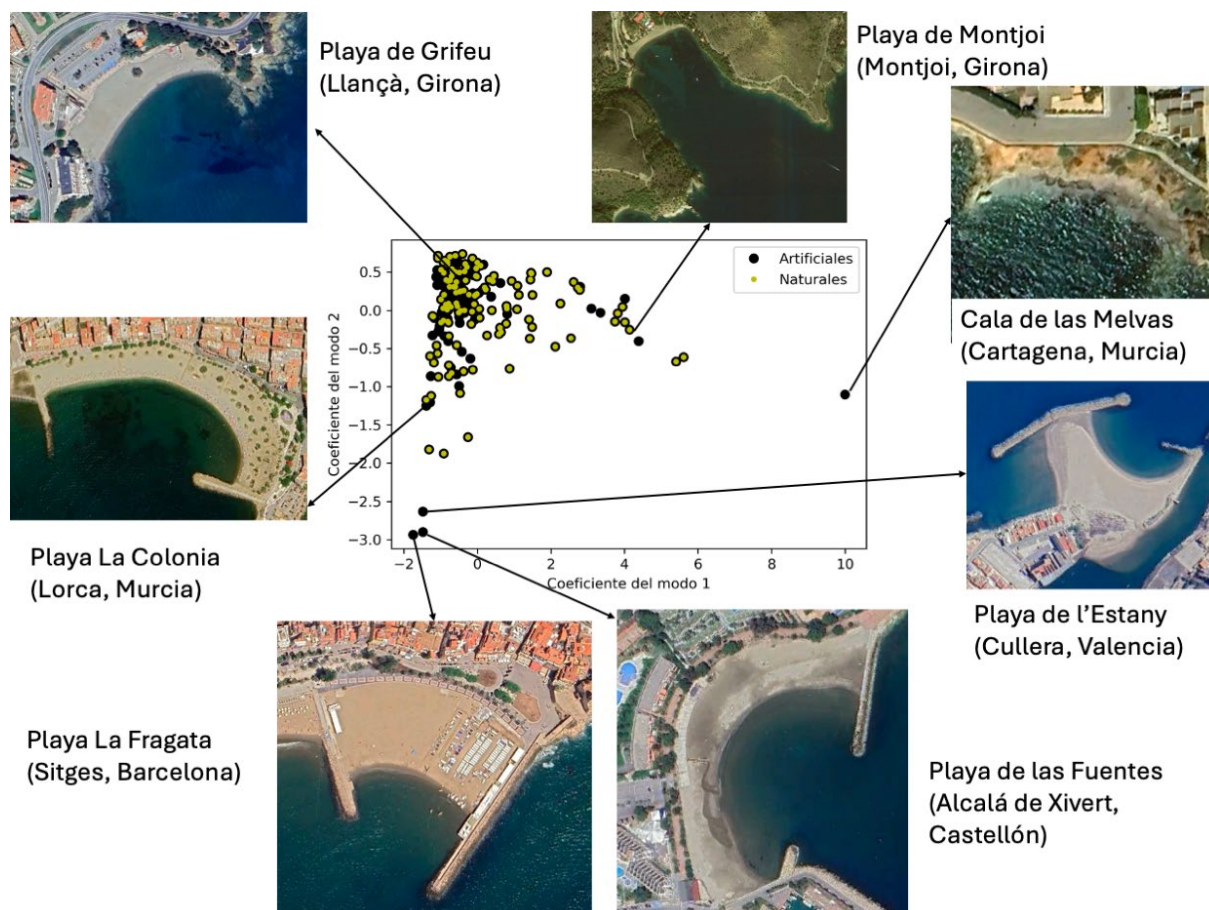 Playa de Grifeu
(Llançà, Girona)
Playa de Montjoi
(Montjoi, Girona)
Cala de las Melvas
(Cartagena, Murcia)
Artificiales
Naturales
0.5
0.0
−0.5
−1.0
−1.5
−2.0
−2.5
−3.0
Coeficiente del modo 2
−2
0
2
4
6
8
10
Coeficiente del modo 1
Playa La Colonia
(Lorca, Murcia)
Playa de l’Estany
(Cullera, Valencia)
Playa La Fragata
(Sitges, Barcelona)
Playa de las Fuentes
(Alcalá de Xivert,
Castellón)